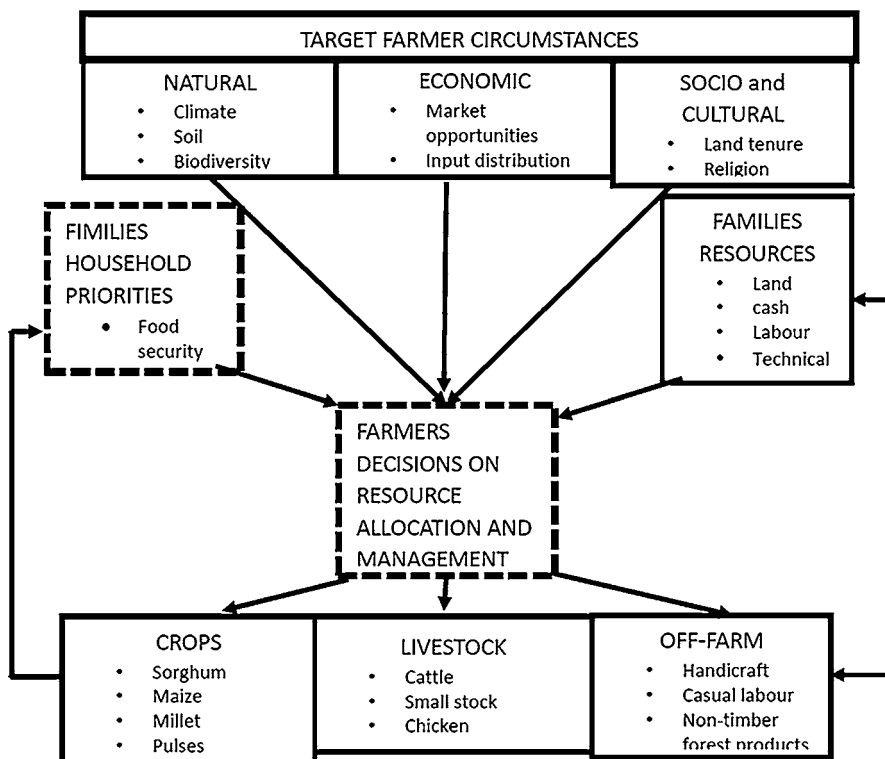 TARGET FARMER CIRCUMSTANCES
NATURAL
• Climate
• Soil
• Biodiversity
ECONOMIC
• Market
opportunities
• Input distribution
SOCIO and
CULTURAL
• Land tenure
• Religion
FIMILIES
HOUSEHOLD
PRIORITIES
• Food
security
FAMILIES
RESOURCES
• Land
• cash
• Labour
• Technical
FARMERS
DECISIONS ON
RESOURCE
ALLOCATION AND
MANAGEMENT
CROPS
• Sorghum
• Maize
• Millet
• Pulses
LIVESTOCK
• Cattle
• Small stock
• Chicken
OFF-FARM
• Handicraft
• Casual labour
• Non-timber
forest products